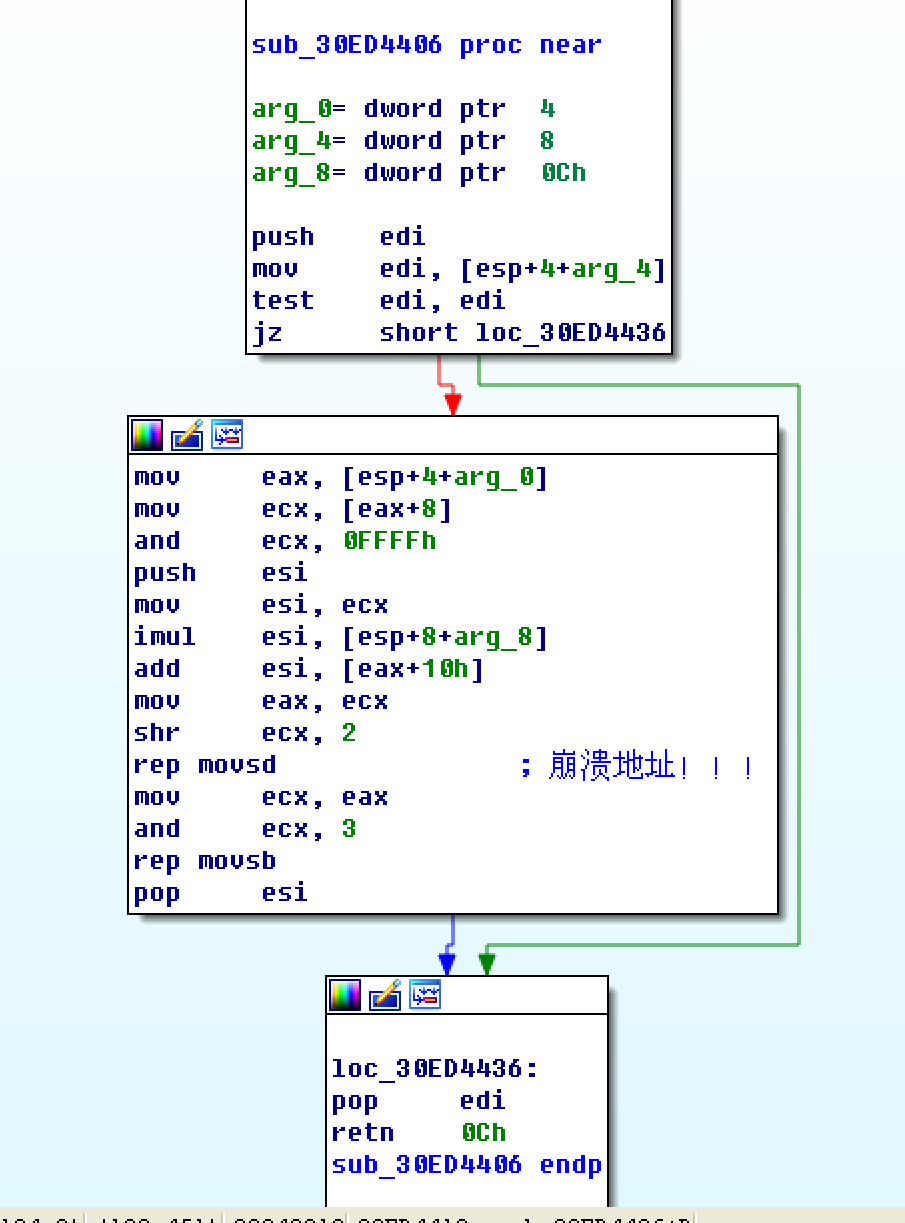 sub_30ED4406 proc near
arg_0= dword ptr  4
arg_4= dword ptr  8
arg_8= dword ptr  0Ch
push    edi
mov     edi, [esp+4+arg_4]
test    edi, edi
jz      short loc_30ED4436
mov     eax, [esp+4+arg_0]
mov     ecx, [eax+8]
and     ecx, 0FFFFh
push    esi
mov     esi, ecx
imul    esi, [esp+8+arg_8]
add     esi, [eax+10h]
mov     eax, ecx
shr     ecx, 2
rep movsd               ; 崩溃地址!!!
mov     ecx, eax
and     ecx, 3
rep movsb
pop     esi
loc_30ED4436:
pop     edi
retn    0Ch
sub_30ED4406 endp